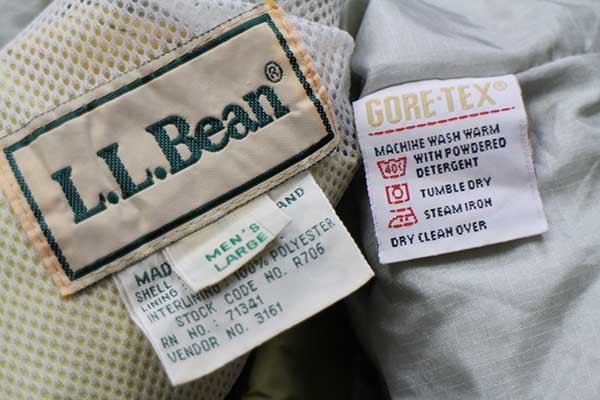 L.L.Bean®
MEN'S
LARGE
AND
MAD
SHELL
LINING
INTERLINING: 100% POLYESTER
STOCK CODE NO. R706
RN NO.: 71341
VENDOR NO. 3161
GORE-TEX®
MACHINE WASH WARM
40° WITH POWDERED
DETERGENT
TUMBLE DRY
STEAM IRON
DRY CLEAN OVER